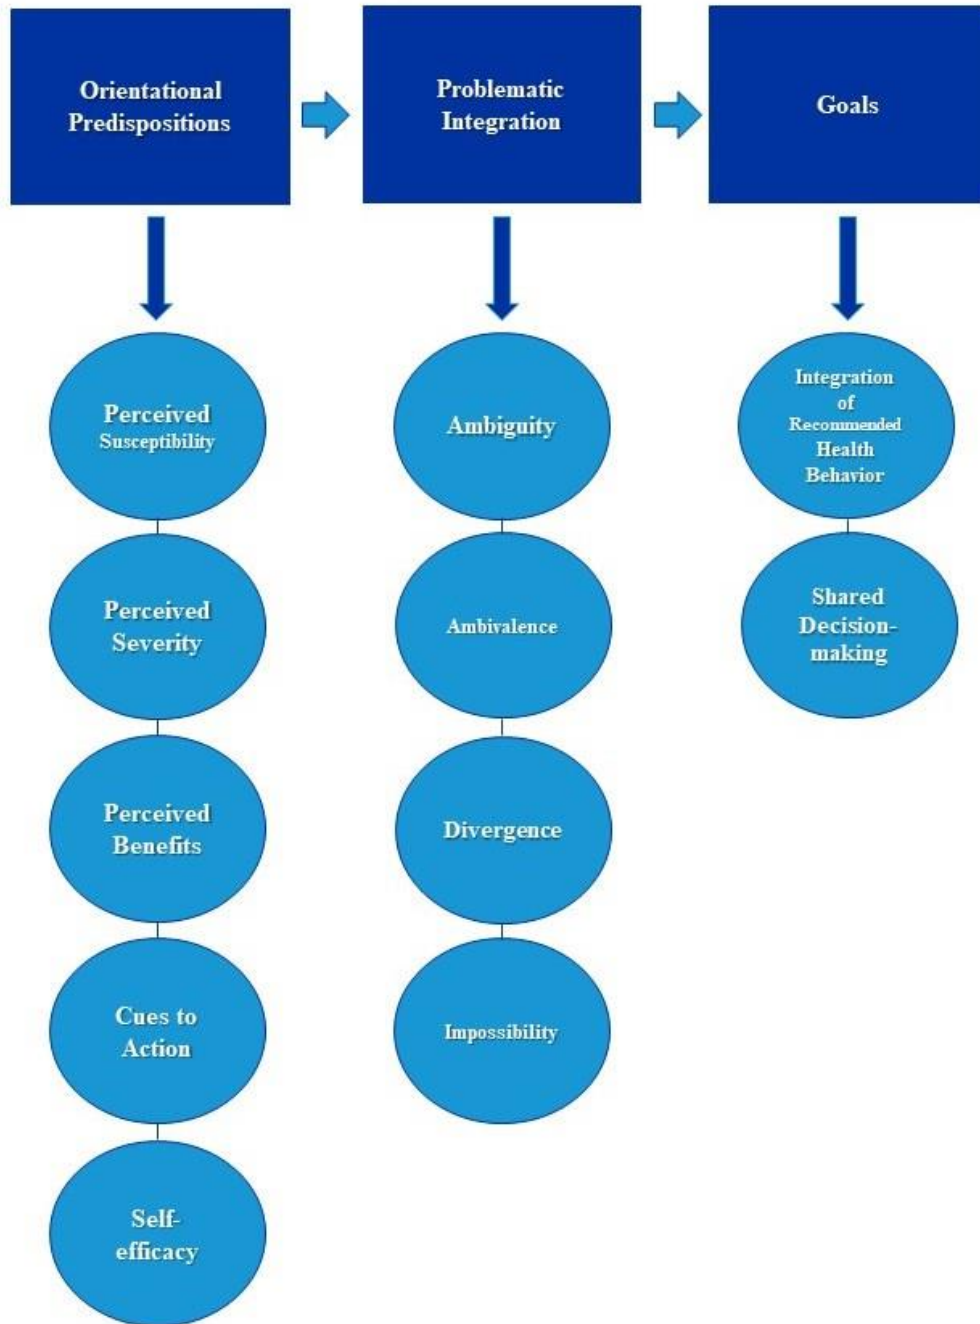 Orientational
Predispositions
Problematic
Integration
Goals
Perceived
Susceptibility
Perceived
Severity
Perceived
Benefits
Cues to
Action
Self-
efficacy
Ambiguity
Ambivalence
Divergence
Impossibility
Integration
of
Recommended
Health
Behavior
Shared
Decision-
making